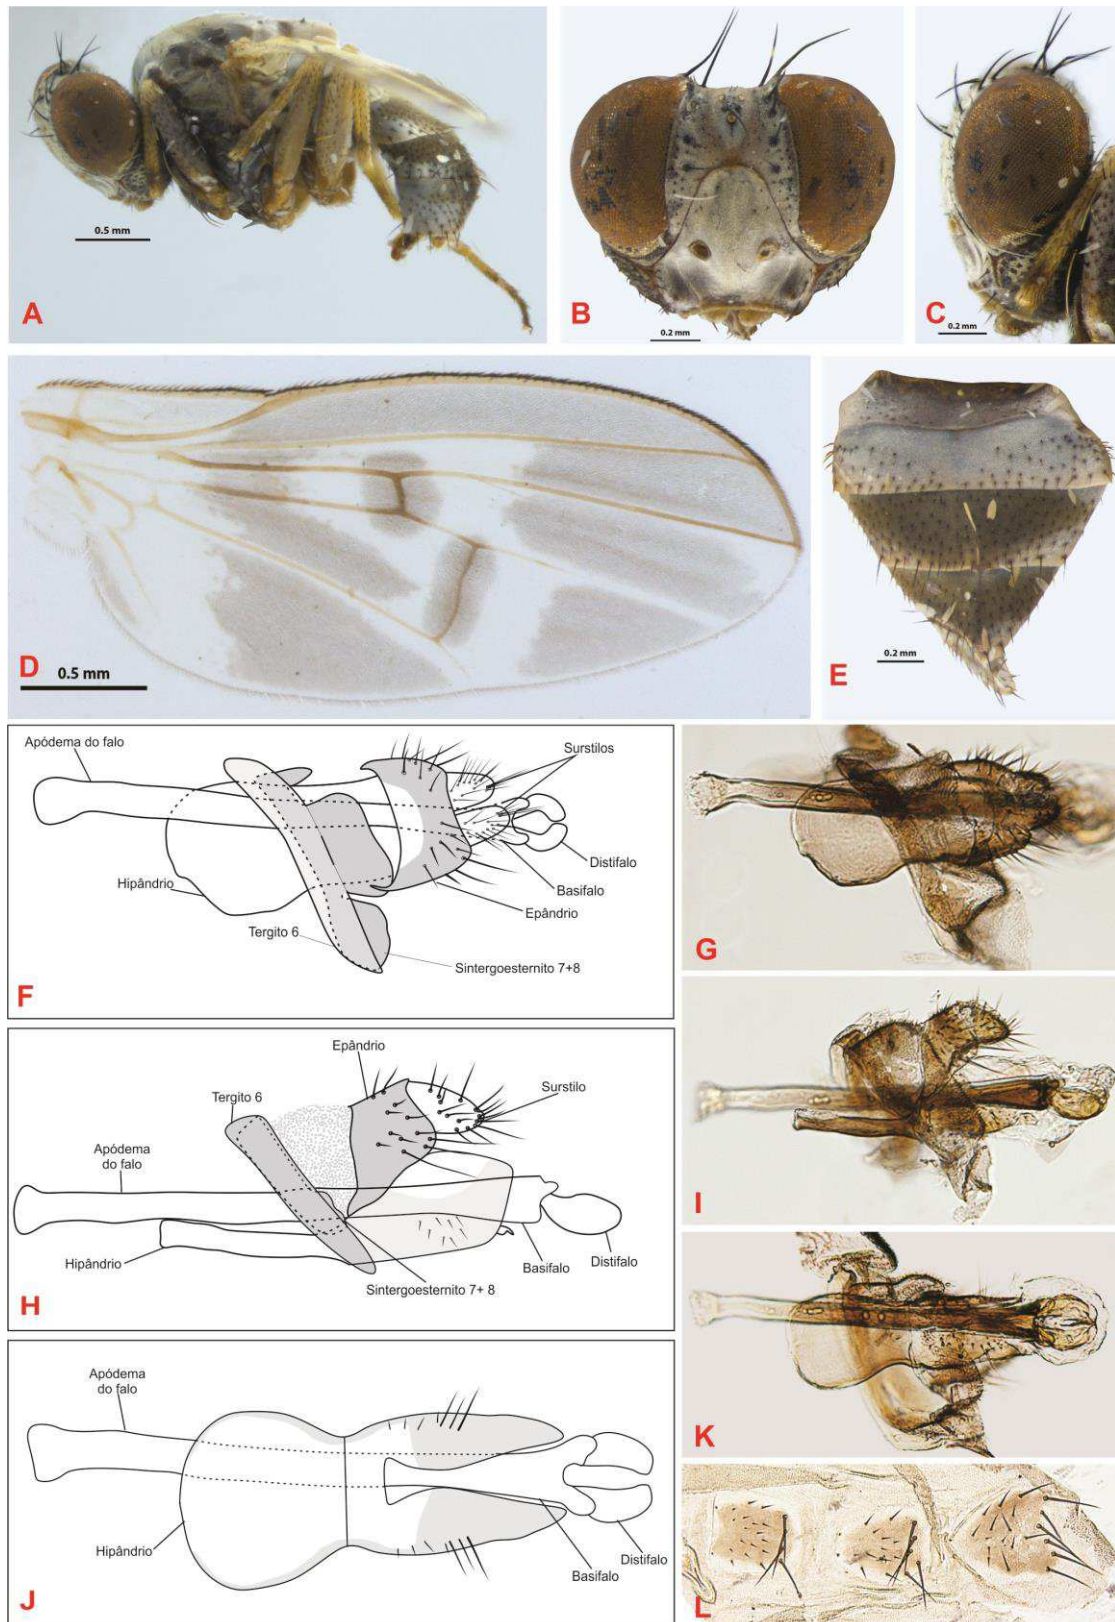 0.5 mm
A
0.2 mm
B
0.2 mm
C
0.5 mm
D
0.2 mm
E
Apódema do falo
Surstilos
Distifalo
Hipândrio
Basifalo
Epândrio
Tergito 6
Sintergoesternito 7+8
F
G
Epândrio
Tergito 6
Surstilo
Apódema
do falo
Hipândrio
Basifalo
Distifalo
Sintergoesternito 7+ 8
H
I
Apódema
do falo
Hipândrio
Basifalo
Distifalo
J
K
L